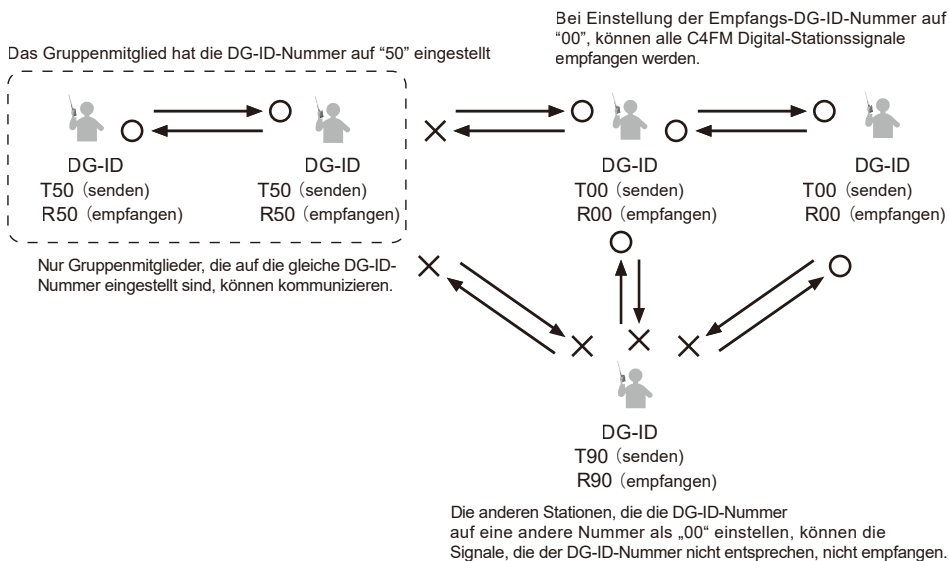 Bei Einstellung der Empfangs-DG-ID-Nummer auf
“00”, können alle C4FM Digital-Stationssignale
empfangen werden.
Das Gruppenmitglied hat die DG-ID-Nummer auf “50” eingestellt
DG-ID
T50 (senden)
R50 (empfangen)
DG-ID
T50 (senden)
R50 (empfangen)
DG-ID
T00 (senden)
R00 (empfangen)
DG-ID
T00 (senden)
R00 (empfangen)
Nur Gruppenmitglieder, die auf die gleiche DG-ID-
Nummer eingestellt sind, können kommunizieren.
DG-ID
T90 (senden)
R90 (empfangen)
Die anderen Stationen, die die DG-ID-Nummer
auf eine andere Nummer als „00“ einstellen, können die
Signale, die der DG-ID-Nummer nicht entsprechen, nicht empfangen.